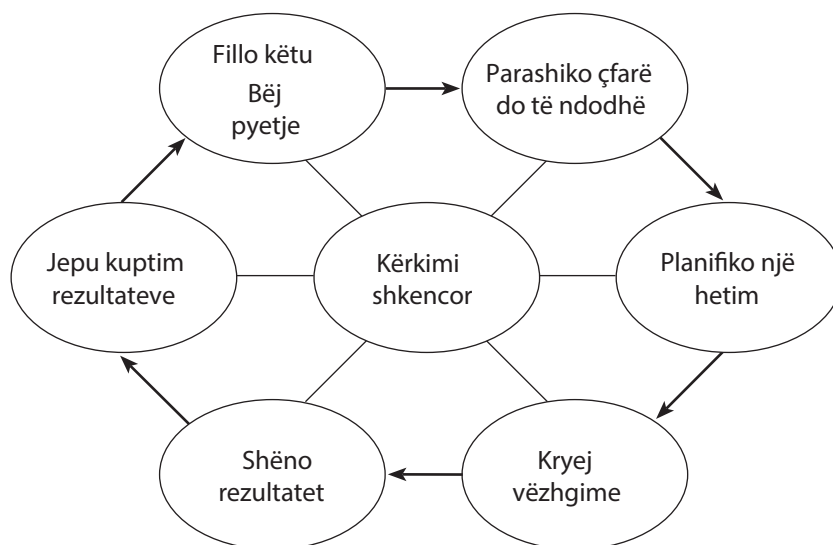 Fillo këtu
Bëj
pyetje
Parashiko çfarë
do të ndodhë
Jepu kuptim
rezultateve
Kërkimi
shkencor
Planifiko një
hetim
Shëno
rezultatet
Kryej
vëzhgime